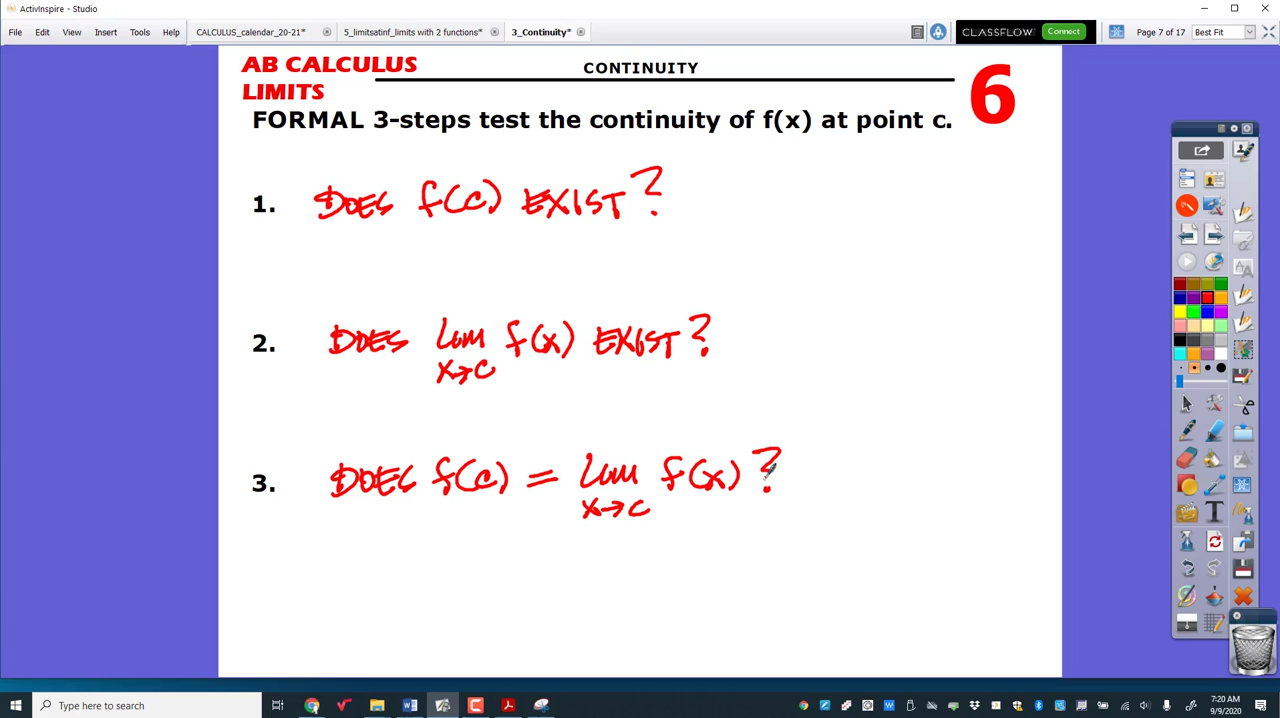 ActivInspire - Studio
File Edit View Insert Tools Help CALCULUS_calendar_20-21* 5_limitsatinf_limits with 2 functions* 3_Continuity* CLASSFLOW Connect Page 7 of 17 Best Fit
AB CALCULUS
LIMITS
CONTINUITY
6
FORMAL 3-steps test the continuity of f(x) at point c.
1. DOES f(c) EXIST?
2. DOES lim f(x) EXIST?
x→c
3. DOES f(c) = lim f(x)?
x→c
Type here to search
7:20 AM
9/9/2020